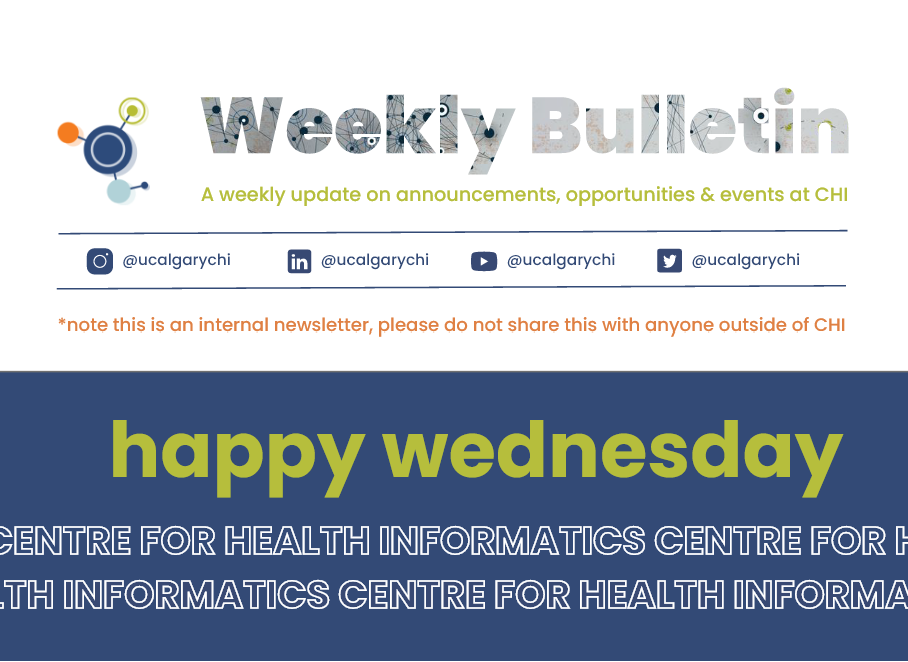 Weekly Bulletin
A weekly update on announcements, opportunities & events at CHI
@ucalgarychi @ucalgarychi @ucalgarychi @ucalgarychi
*note this is an internal newsletter, please do not share this with anyone outside of CHI
happy wednesday
CENTRE FOR HEALTH INFORMATICS CENTRE FOR H
LTH INFORMATICS CENTRE FOR HEALTH INFORMA